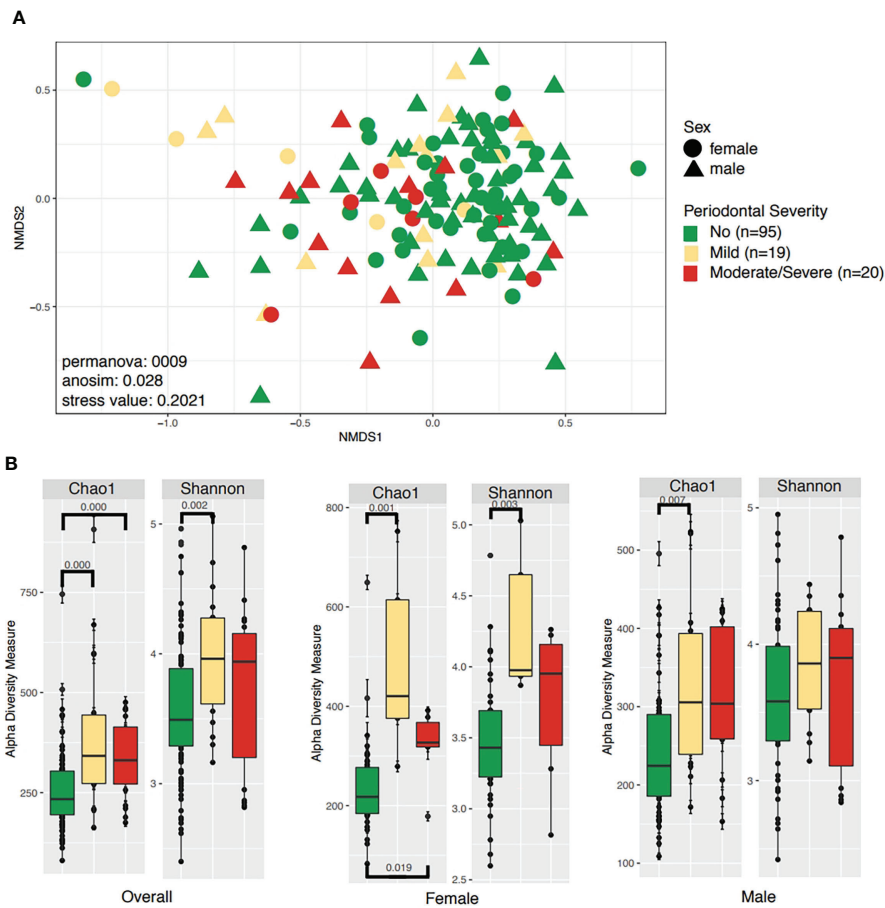 A
0.5
0.0
−0.5
NMDS2
permanova: 0009
anosim: 0.028
stress value: 0.2021
−1.0
−0.5
0.0
0.5
NMDS1
Sex
female
male
Periodontal Severity
No (n=95)
Mild (n=19)
Moderate/Severe (n=20)
B
Alpha Diversity Measure
Chao1
Shannon
0.000
0.000
0.002
750
500
250
5
4
3
Overall
Alpha Diversity Measure
Chao1
Shannon
0.001
0.003
0.019
800
600
400
200
5.0
4.5
4.0
3.5
3.0
2.5
Female
Alpha Diversity Measure
Chao1
Shannon
0.007
500
400
300
200
100
5
4
3
Male